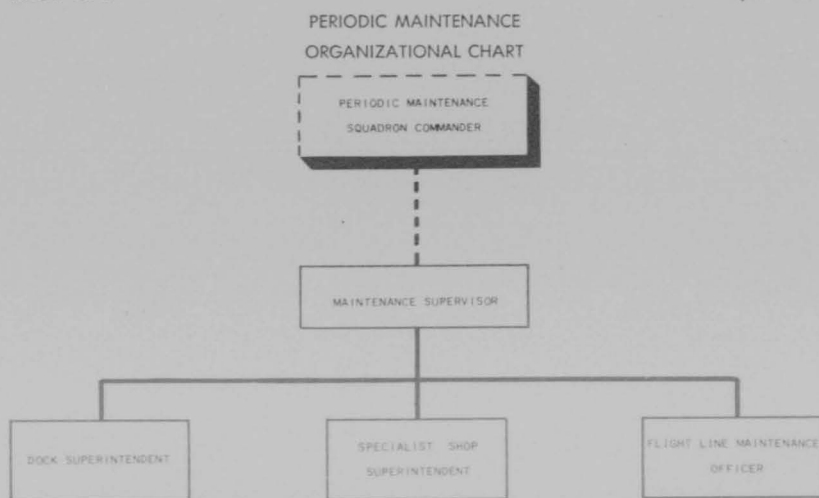 PERIODIC MAINTENANCE
ORGANIZATIONAL CHART
PERIODIC MAINTENANCE
SQUADRON COMMANDER
MAINTENANCE SUPERVISOR
DOCK SUPERINTENDENT
SPECIALIST SHOP
SUPERINTENDENT
FLIGHT LINE MAINTENANCE
OFFICER